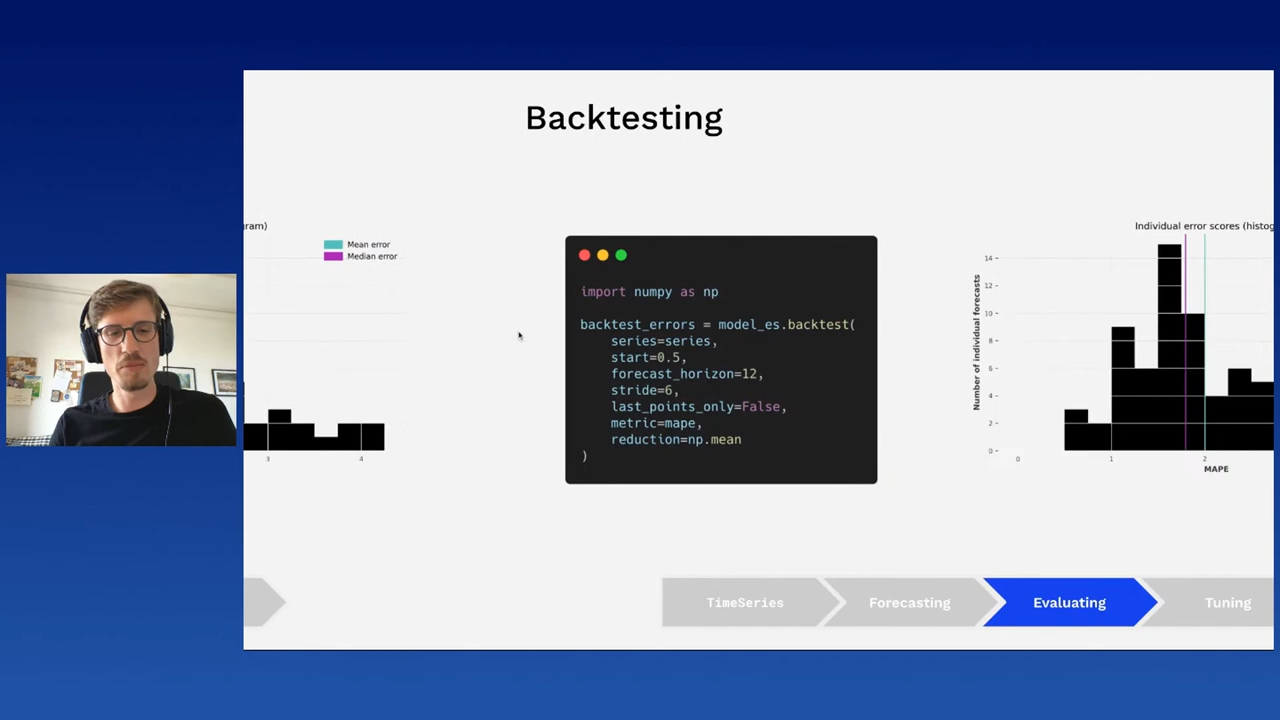 Backtesting
ram)
Mean error
Median error
3
4
import numpy as np
backtest_errors = model_es.backtest(
series=series,
start=0.5,
forecast_horizon=12,
stride=6,
last_points_only=False,
metric=mape,
reduction=np.mean
)
Individual error scores (histog
Number of individual forecasts
14
12
10
8
6
4
2
0
0
1
2
MAPE
TimeSeries
Forecasting
Evaluating
Tuning